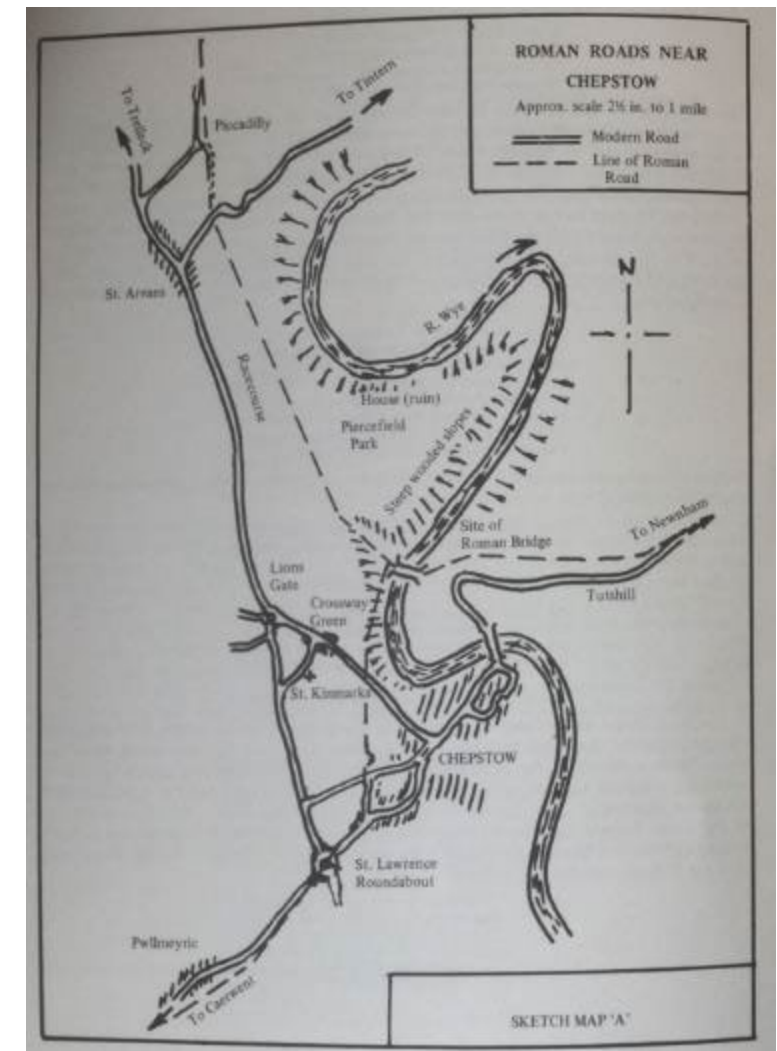 ROMAN ROADS NEAR
CHEPSTOW
Approx. scale 2½ in. to 1 mile
Modern Road
Line of Roman
Road
To Trelleck
Piccadilly
To Tintern
St. Arvans
N
R. Wye
Racecourse
House (ruin)
Piercefield
Park
Steep wooded slopes
Site of
Roman Bridge
To Newnham
Tutshill
Lions
Gate
Crossway
Green
St. Kinmarks
CHEPSTOW
St. Lawrence
Roundabout
Pwllmeyric
To Caerwent
SKETCH MAP 'A'